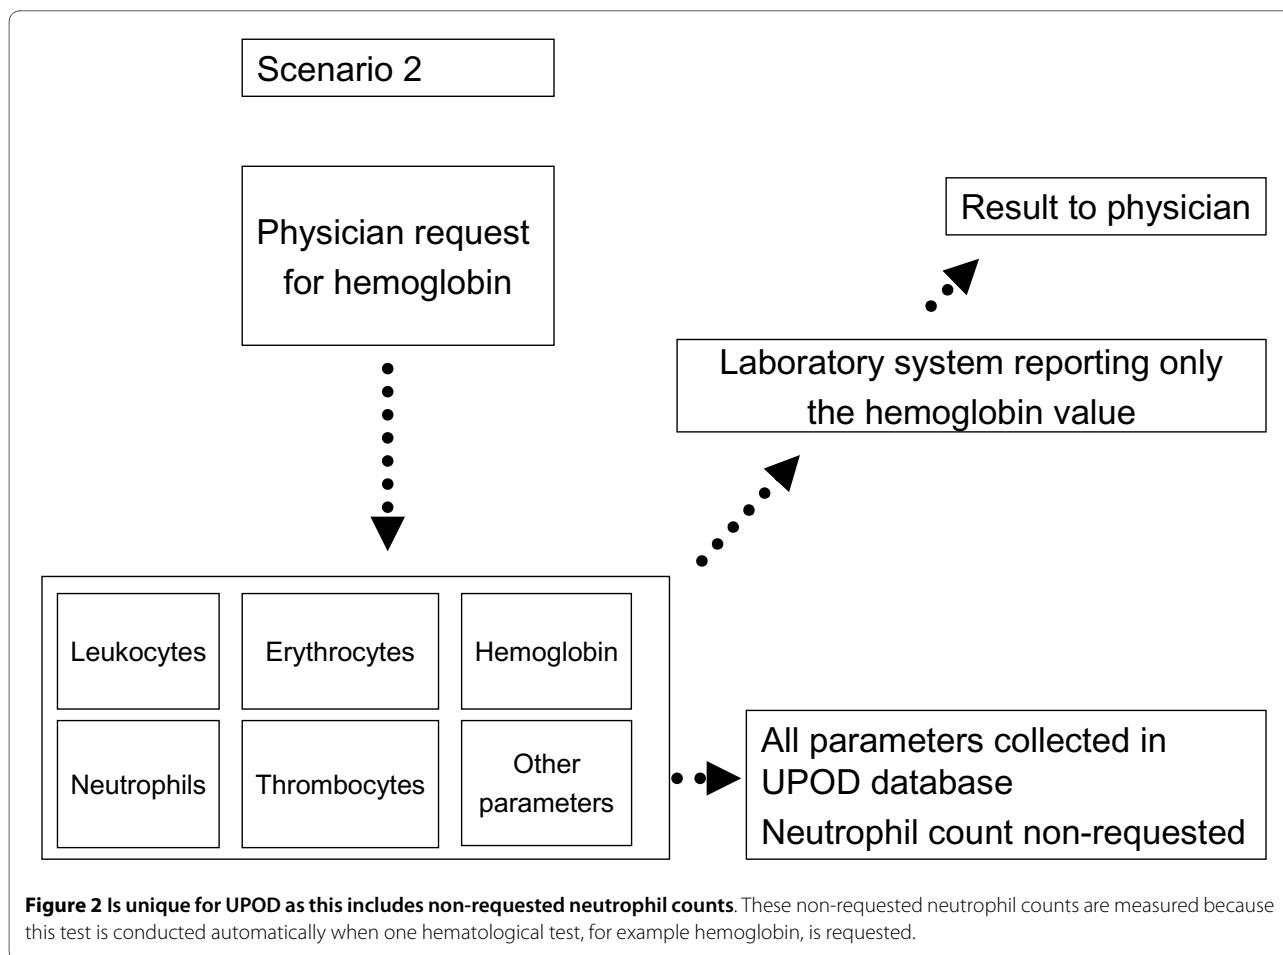 Scenario 2
Physician request
for hemoglobin
Result to physician
Laboratory system reporting only
the hemoglobin value
Leukocytes
Erythrocytes
Hemoglobin
Neutrophils
Thrombocytes
Other
parameters
All parameters collected in
UPOD database
Neutrophil count non-requested
Figure 2 Is unique for UPOD as this includes non-requested neutrophil counts. These non-requested neutrophil counts are measured because
this test is conducted automatically when one hematological test, for example hemoglobin, is requested.